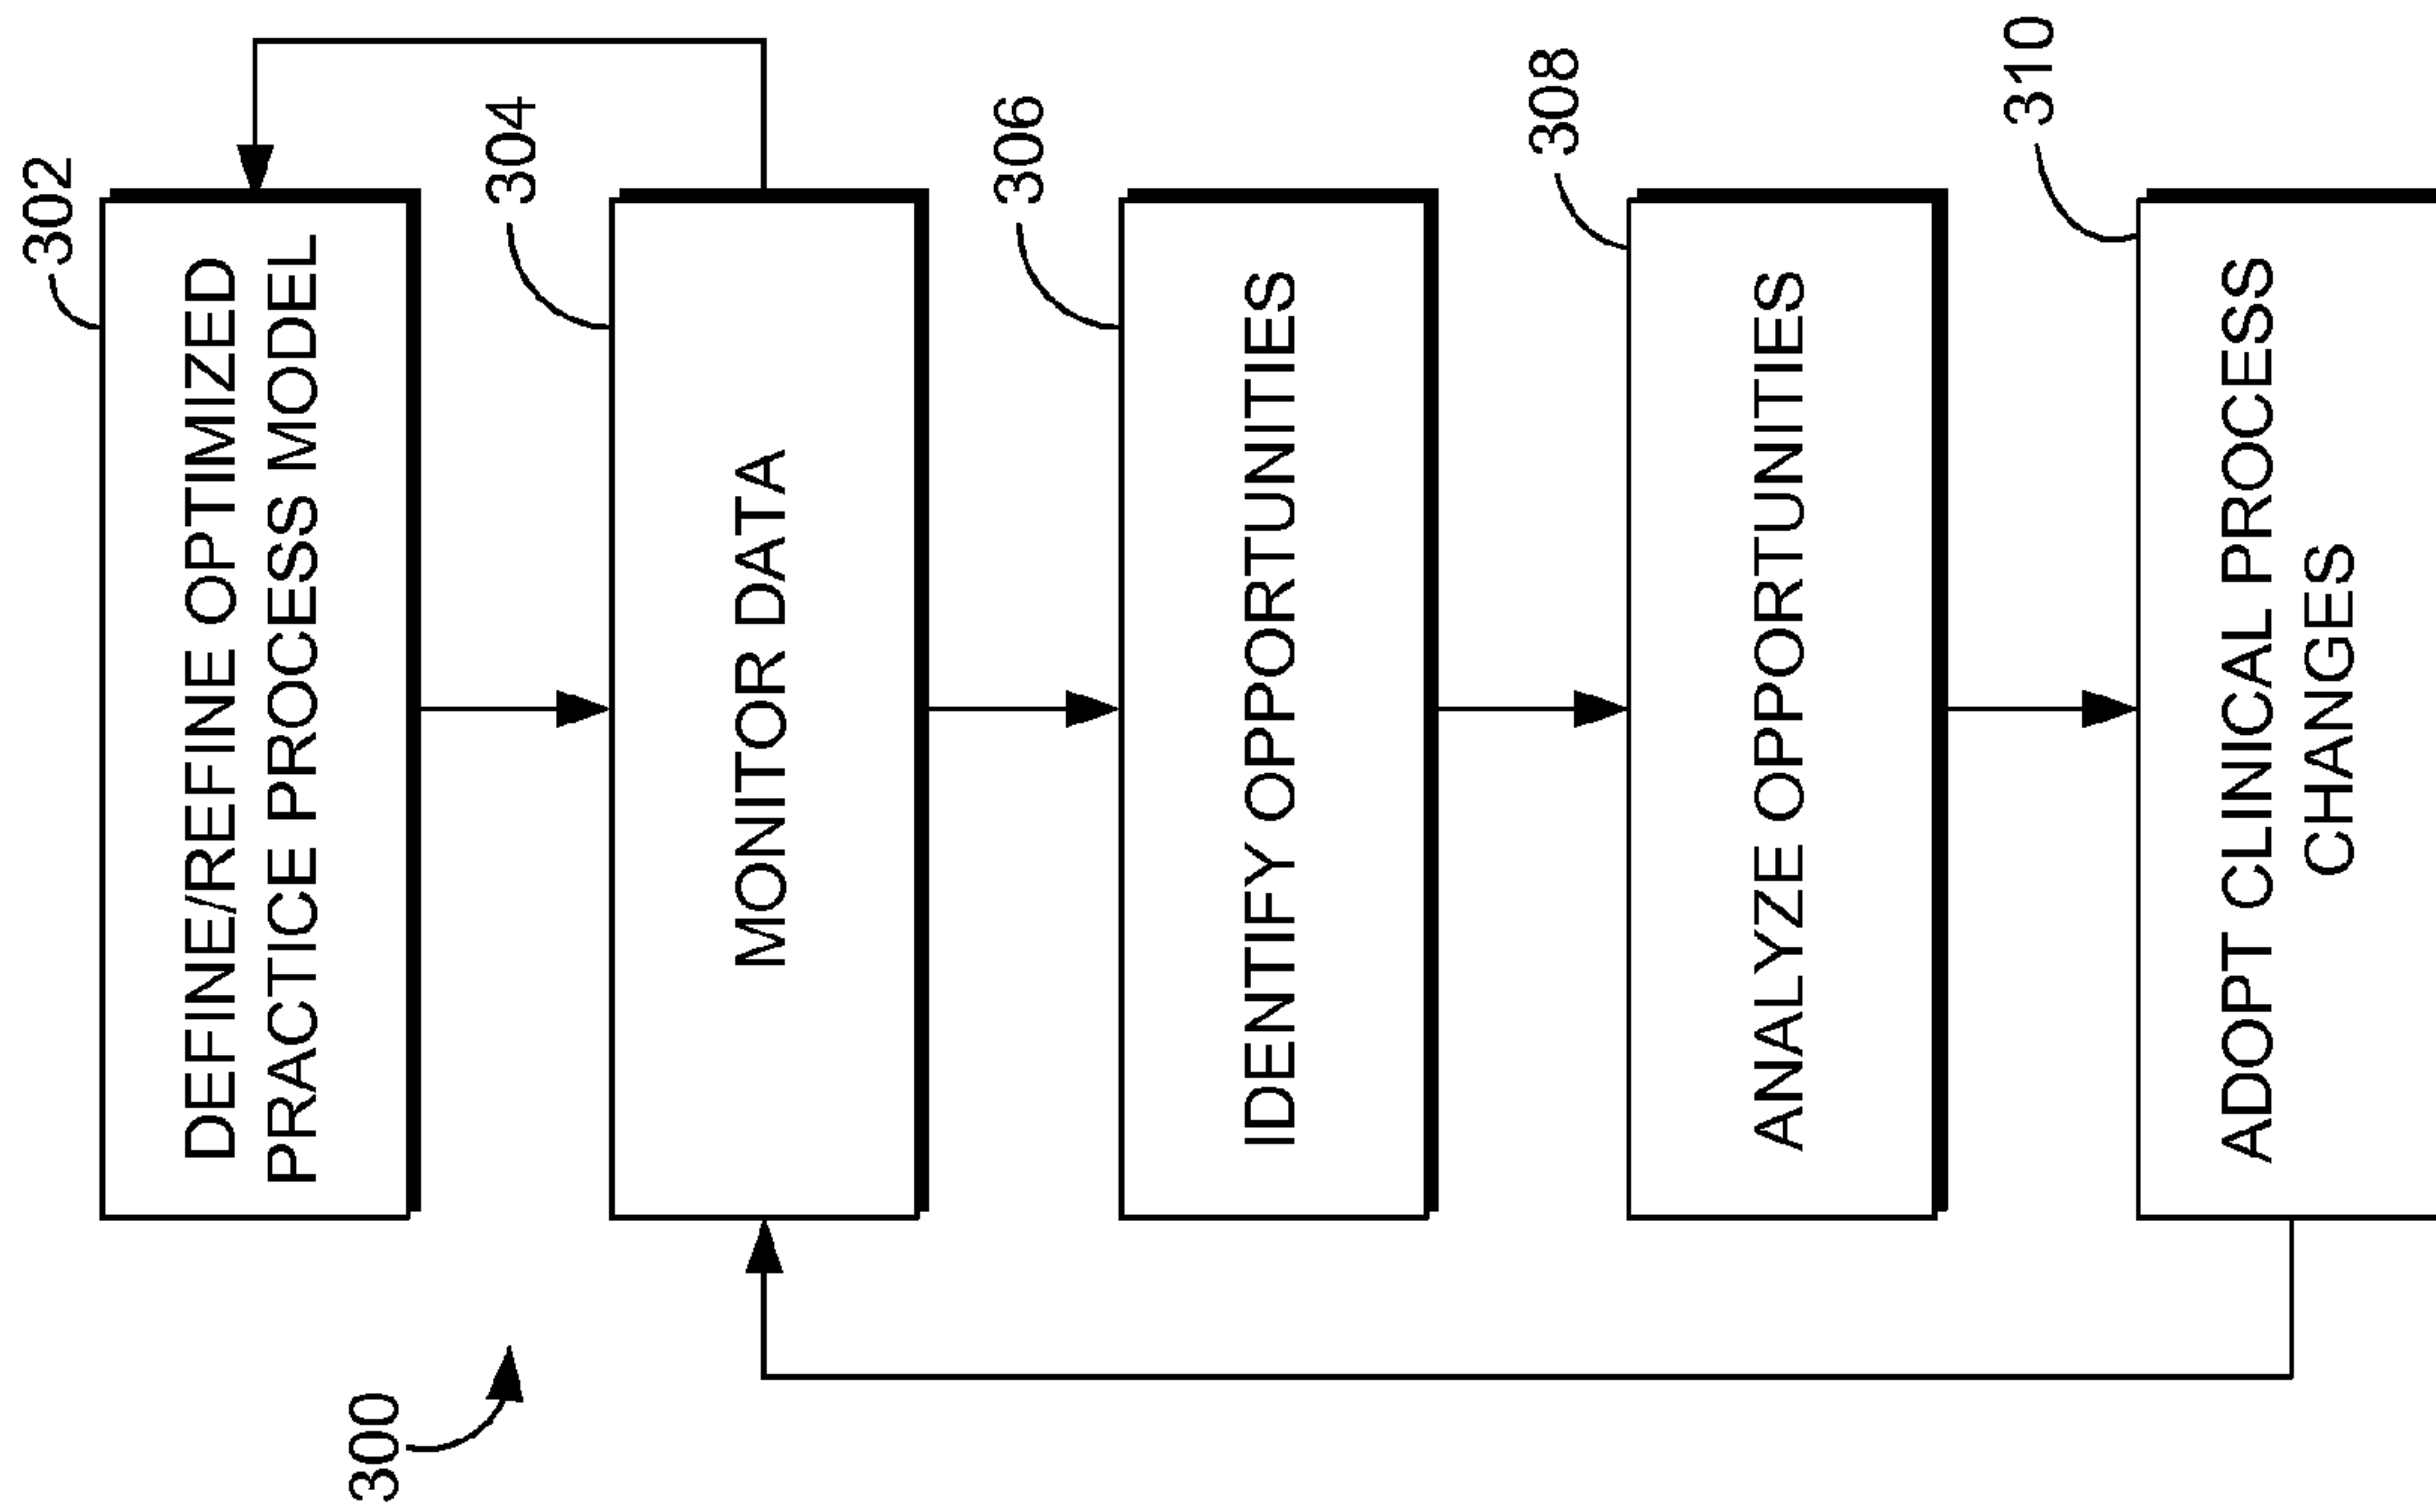 300
302
DEFINE/REFINE OPTIMIZED
PRACTICE PROCESS MODEL
304
MONITOR DATA
306
IDENTIFY OPPORTUNITIES
308
ANALYZE OPPORTUNITIES
310
ADOPT CLINICAL PROCESS
CHANGES